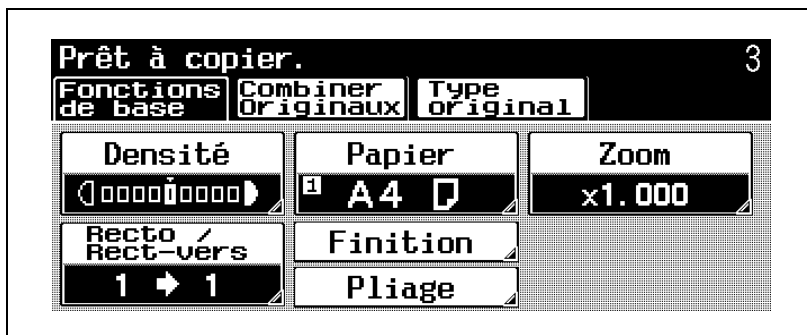 Prêt à copier. 3
Fonctions de base
Combiner Originaux
Type original
Densité
Papier
Zoom
1 A4
x1.000
Recto / Rect-vers
Finition
1 → 1
Pliage